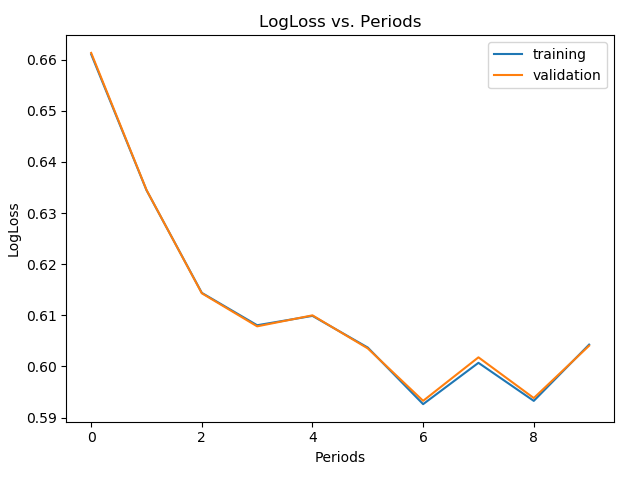 LogLoss vs. Periods
training
validation
0.66
0.65
0.64
0.63
0.62
0.61
0.60
0.59
LogLoss
0
2
4
6
8
Periods